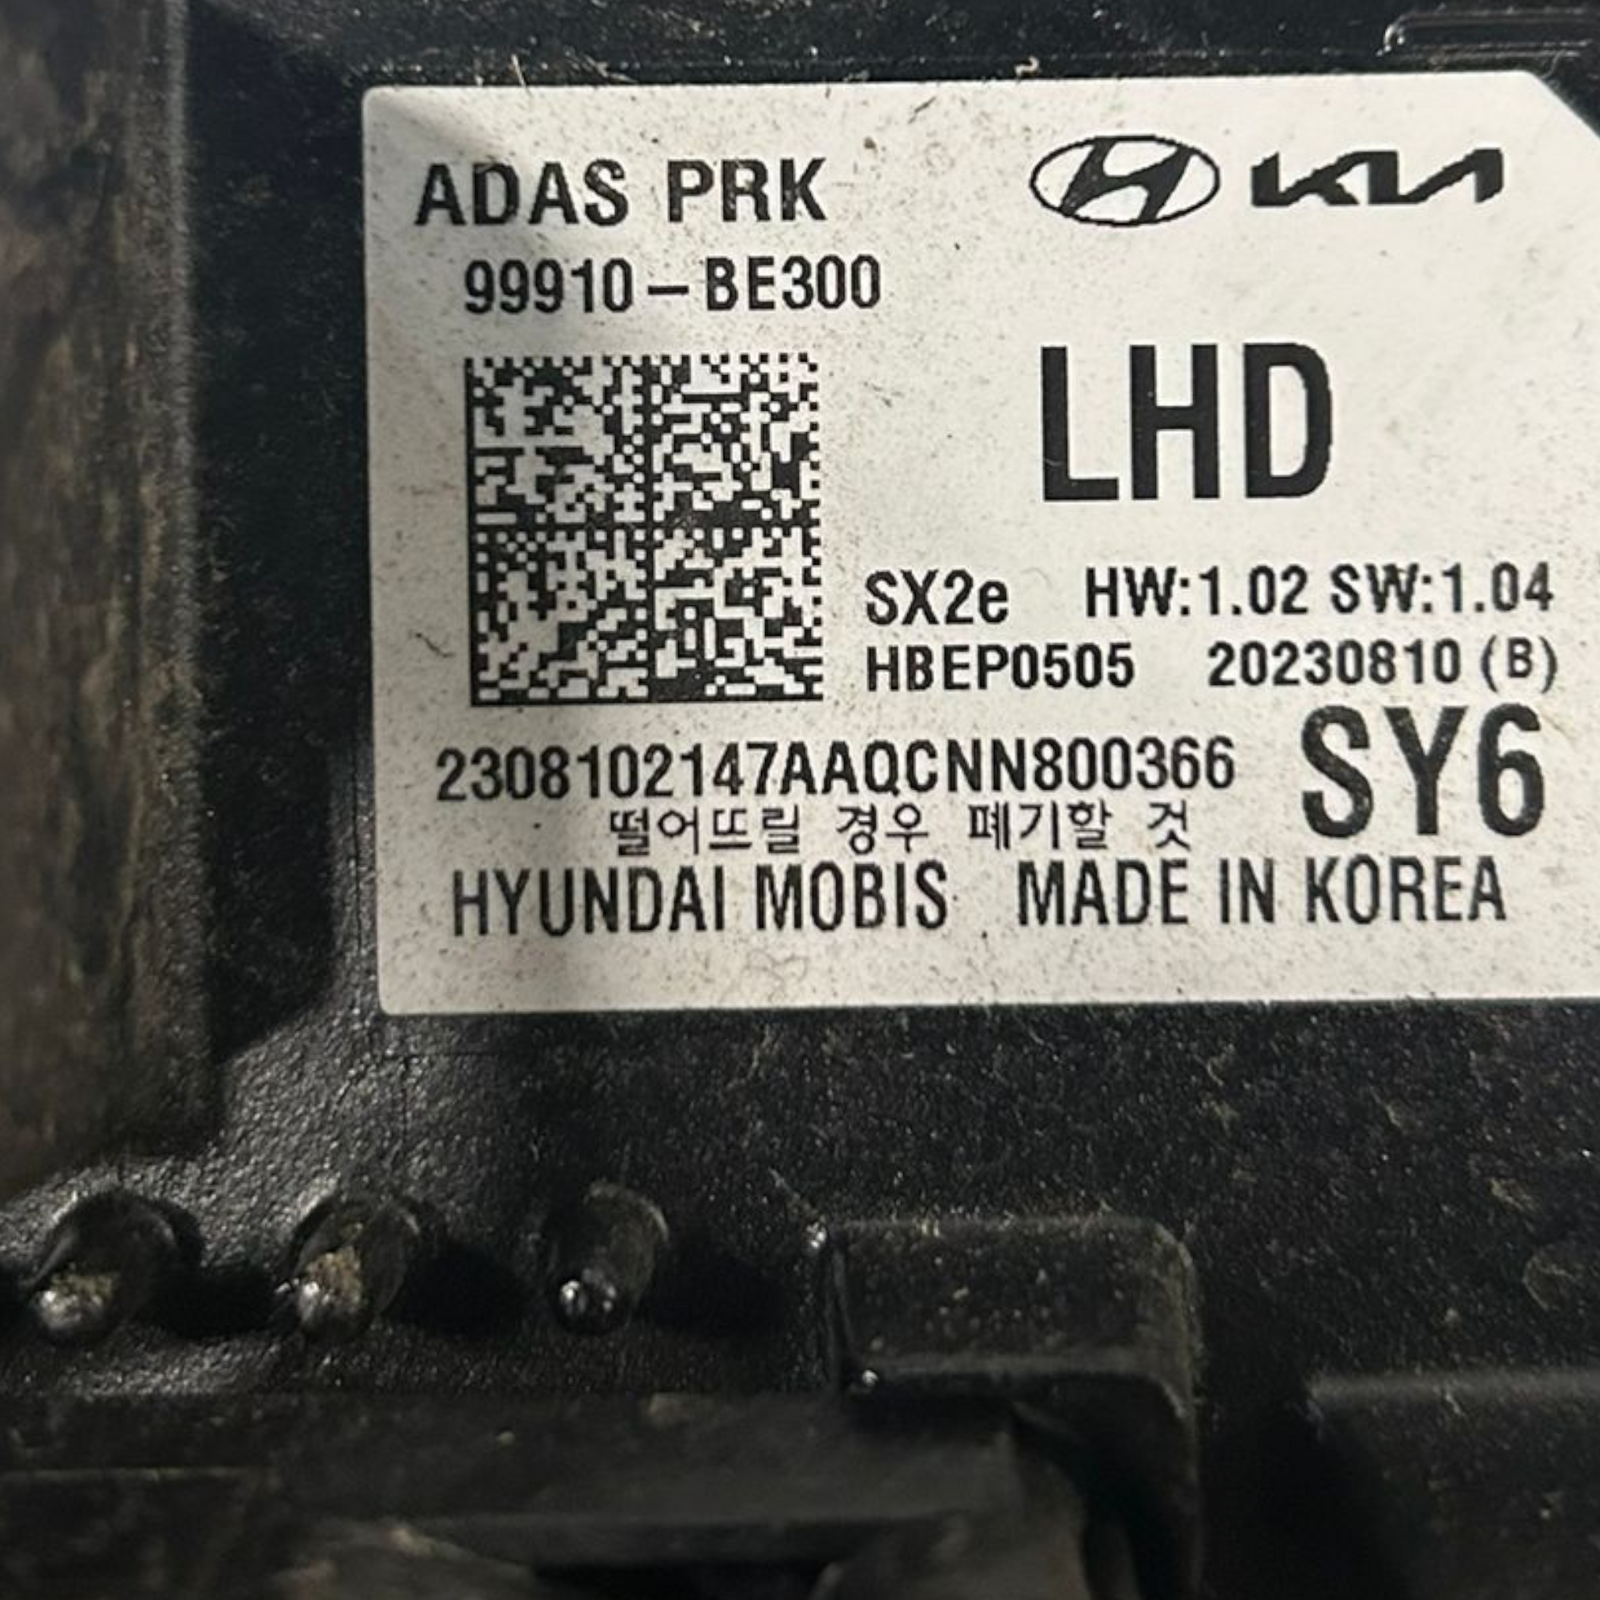 ADAS PRK KIA
99910-BE300
LHD
SX2e HW:1.02 SW:1.04
HBEP0505 20230810 (B)
2308102147AAQCNN800366 SY6
떨어뜨릴 경우 폐기할 것
HYUNDAI MOBIS MADE IN KOREA